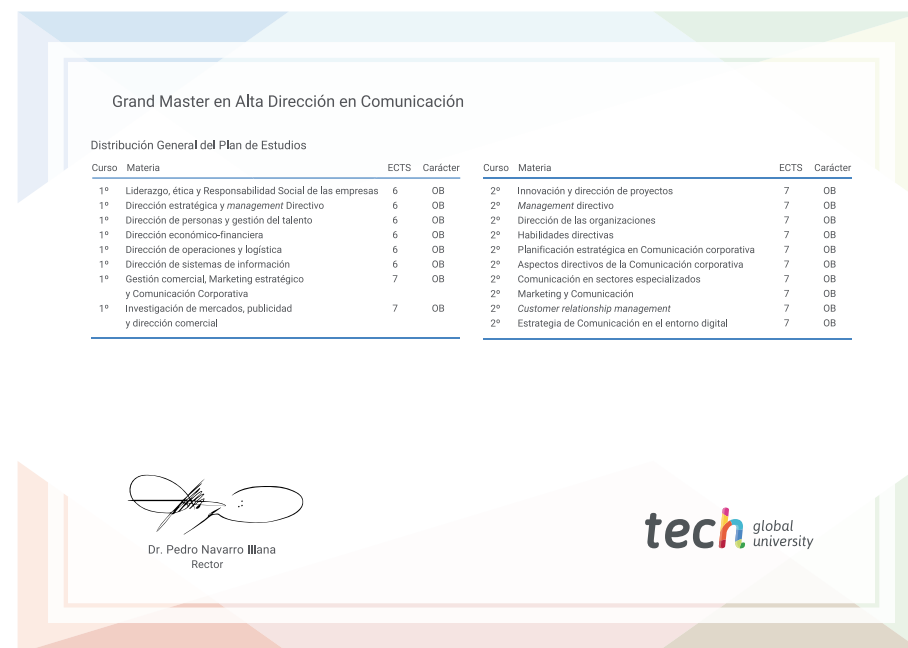 Grand Master en Alta Dirección en Comunicación
Distribución General del Plan de Estudios
Curso Materia ECTS Carácter
1º Liderazgo, ética y Responsabilidad Social de las empresas 6 OB
1º Dirección estratégica y management Directivo 6 OB
1º Dirección de personas y gestión del talento 6 OB
1º Dirección económico-financiera 6 OB
1º Dirección de operaciones y logística 6 OB
1º Dirección de sistemas de información 6 OB
1º Gestión comercial, Marketing estratégico 7 OB
y Comunicación Corporativa
1º Investigación de mercados, publicidad 7 OB
y dirección comercial
Curso Materia ECTS Carácter
2º Innovación y dirección de proyectos 7 OB
2º Management directivo 7 OB
2º Dirección de las organizaciones 7 OB
2º Habilidades directivas 7 OB
2º Planificación estratégica en Comunicación corporativa 7 OB
2º Aspectos directivos de la Comunicación corporativa 7 OB
2º Comunicación en sectores especializados 7 OB
2º Marketing y Comunicación 7 OB
2º Customer relationship management 7 OB
2º Estrategia de Comunicación en el entorno digital 7 OB
Dr. Pedro Navarro Illana
Rector
tech global
university